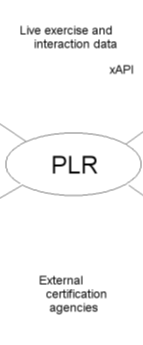 Live exercise and
interaction data
xAPI
PLR
External
certification
agencies